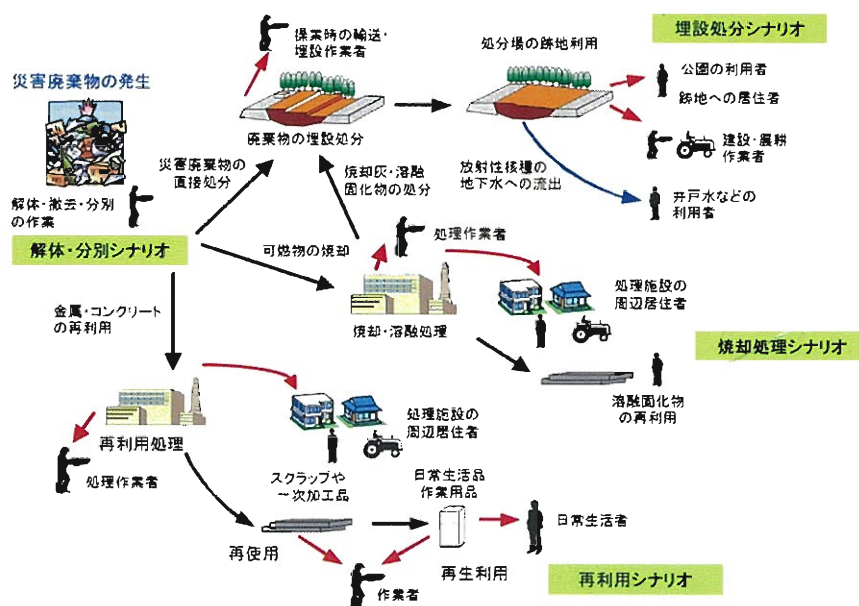 操業時の輸送・
埋設作業者
処分場の跡地利用
埋設処分シナリオ
災害廃棄物の発生
公園の利用者
跡地への居住者
廃棄物の埋設処分
建設・農耕
作業者
災害廃棄物の
直接処分
焼却灰・溶融
固化物の処分
放射性核種の
地下水への流出
解体・撤去・分別
の作業
井戸水などの
利用者
解体・分別シナリオ
可燃物の焼却
処理作業者
金属・コンクリート
の再利用
処理施設の
周辺居住者
焼却・溶融処理
焼却処理シナリオ
溶融固化物
の再利用
処理施設の
周辺居住者
再利用処理
処理作業者
スクラップや
一次加工品
日常生活品
作業用品
日常生活者
再使用
再生利用
再利用シナリオ
作業者